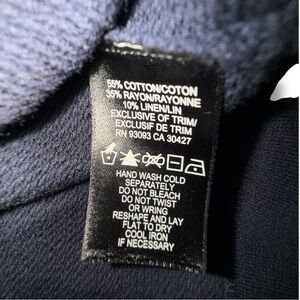 55% COTTON/COTON
35% RAYON/RAYONNE
10% LINEN/LIN
EXCLUSIVE OF TRIM/
EXCLUSIF DE TRIM
RN 93093 CA 30427
HAND WASH COLD
SEPARATELY
DO NOT BLEACH
DO NOT TWIST
OR WRING
RESHAPE AND LAY
FLAT TO DRY
COOL IRON
IF NECESSARY